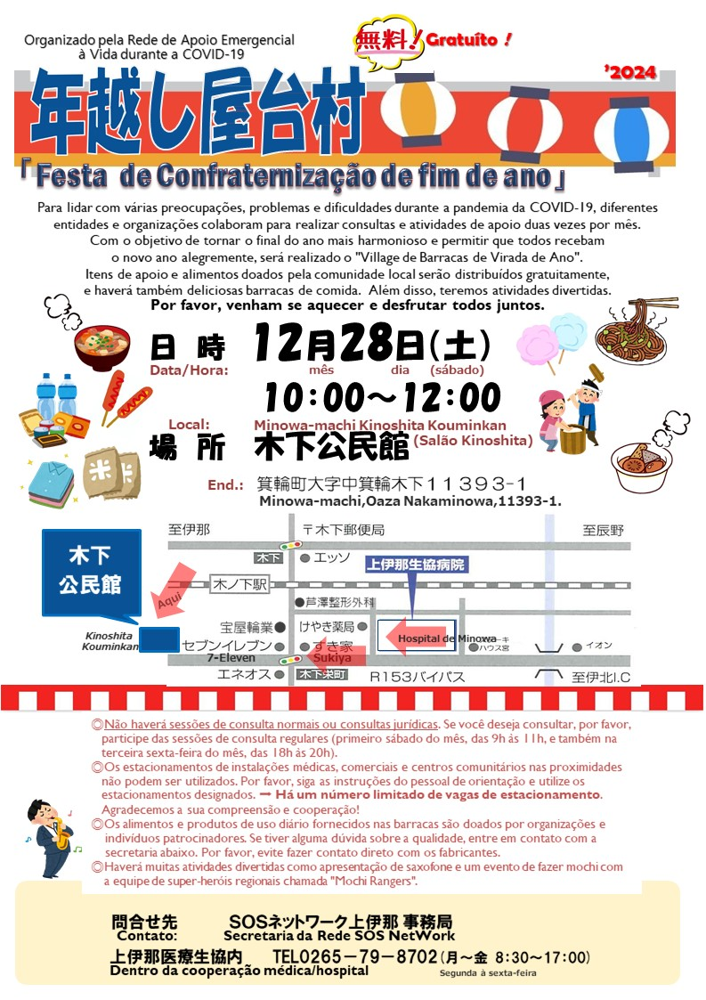 Organizado pela Rede de Apoio Emergencial
à Vida durante a COVID-19
無料！ Gratuíto！
’2024
年越し屋台村
「Festa de Confraternização de fim de ano」
Para lidar com várias preocupações, problemas e dificuldades durante a pandemia da COVID-19, diferentes
entidades e organizações colaboram para realizar consultas e atividades de apoio duas vezes por mês.
Com o objetivo de tornar o final do ano mais harmonioso e permitir que todos recebam
o novo ano alegremente, será realizado o "Village de Barracas de Virada de Ano".
Itens de apoio e alimentos doados pela comunidade local serão distribuídos gratuitamente,
e haverá também deliciosas barracas de comida. Além disso, teremos atividades divertidas.
Por favor, venham se aquecer e desfrutar todos juntos.
日 時 12月28日(土)
Data/Hora: mês dia (sábado)
10:00～12:00
Local: Minowa-machi Kinoshita Kouminkan
場 所 木下公民館 (Salão Kinoshita)
End.: 箕輪町大字中箕輪木下１１３９３−１
Minowa-machi,Oaza Nakaminowa,11393-1.
米
至伊那 〒木下郵便局 至辰野
木下 エッソ
木下
公民館
上伊那生協病院
木ノ下駅
Aqui
芦澤整形外科
宝屋輪業 けやき薬局
Kinoshita
Kouminkan
Hospital de Minowa
セブンイレブン すき家 ハウス宮 イオン
7-Eleven Sukiya
エネオス 木下栄町 R153バイパス 至伊北I.C
◎Não haverá sessões de consulta normais ou consultas jurídicas. Se você deseja consultar, por favor,
participe das sessões de consulta regulares (primeiro sábado do mês, das 9h às 11h, e também na
terceira sexta-feira do mês, das 18h às 20h).
◎Os estacionamentos de instalações médicas, comerciais e centros comunitários nas proximidades
não podem ser utilizados. Por favor, siga as instruções do pessoal de orientação e utilize os
estacionamentos designados. ➞ Há um número limitado de vagas de estacionamento.
Agradecemos a sua compreensão e cooperação!
◎Os alimentos e produtos de uso diário fornecidos nas barracas são doados por organizações e
indivíduos patrocinadores. Se tiver alguma dúvida sobre a qualidade, entre em contato com a
secretaria abaixo. Por favor, evite fazer contato direto com os fabricantes.
◎Haverá muitas atividades divertidas como apresentação de saxofone e um evento de fazer mochi com
a equipe de super-heróis regionais chamada "Mochi Rangers".
問合せ先 SOSネットワーク上伊那 事務局
Contato: Secretaria da Rede SOS NetWork
上伊那医療生協内 TEL0265－79－8702(月～金 8:30～17:00)
Dentro da cooperação médica/hospital Segunda à sexta-feira